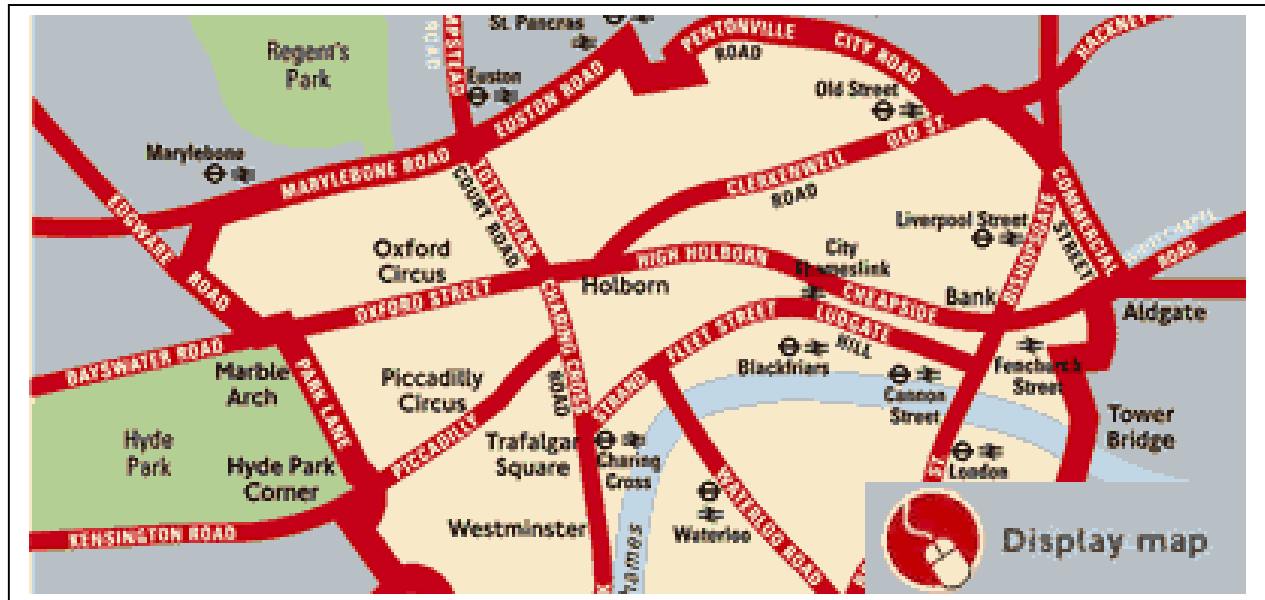 St. Pancras
PENTONVILLE
ROAD
CITY ROAD
HACKNEY
Regent's
Park
ROAD
Euston
EUSTON ROAD
Old Street
OLD ST.
Marylebone
MARYLEBONE ROAD
TOTTENHAM
COURT ROAD
CLERKENWELL
ROAD
COMMERCIAL
STREET
EDGWARE
ROAD
Liverpool Street
BISHOPSGATE
ROAD
Oxford
Circus
HIGH HOLBORN
City
Thameslink
OXFORD STREET
Holborn
CHEAPSIDE
Bank
Aldgate
CHARING CROSS
ROAD
FLEET STREET
LUDGATE
HILL
BAYSWATER ROAD
Marble
Arch
PARK LANE
Piccadilly
Circus
Blackfriars
Fenchurch
Street
STRAND
Cannon
Street
Hyde
Park
PICCADILLY
Trafalgar
Square
Charing
Cross
Tower
Bridge
Hyde Park
Corner
London
WATERLOO ROAD
Westminster
Waterloo
KENSINGTON ROAD
hames
Display map